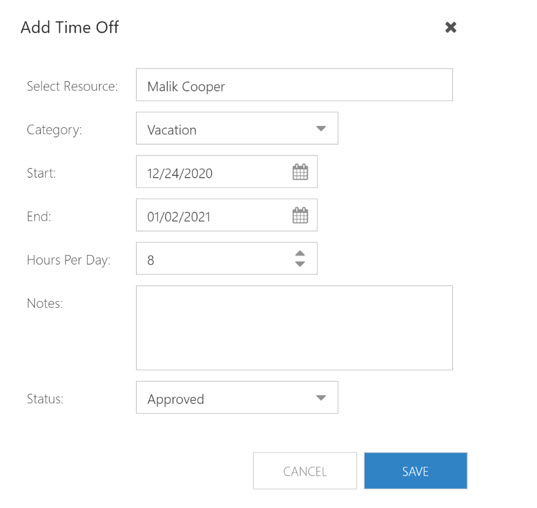 Add Time Off
Select Resource: Malik Cooper
Category: Vacation
Start: 12/24/2020
End: 01/02/2021
Hours Per Day: 8
Notes:
Status: Approved
CANCEL SAVE